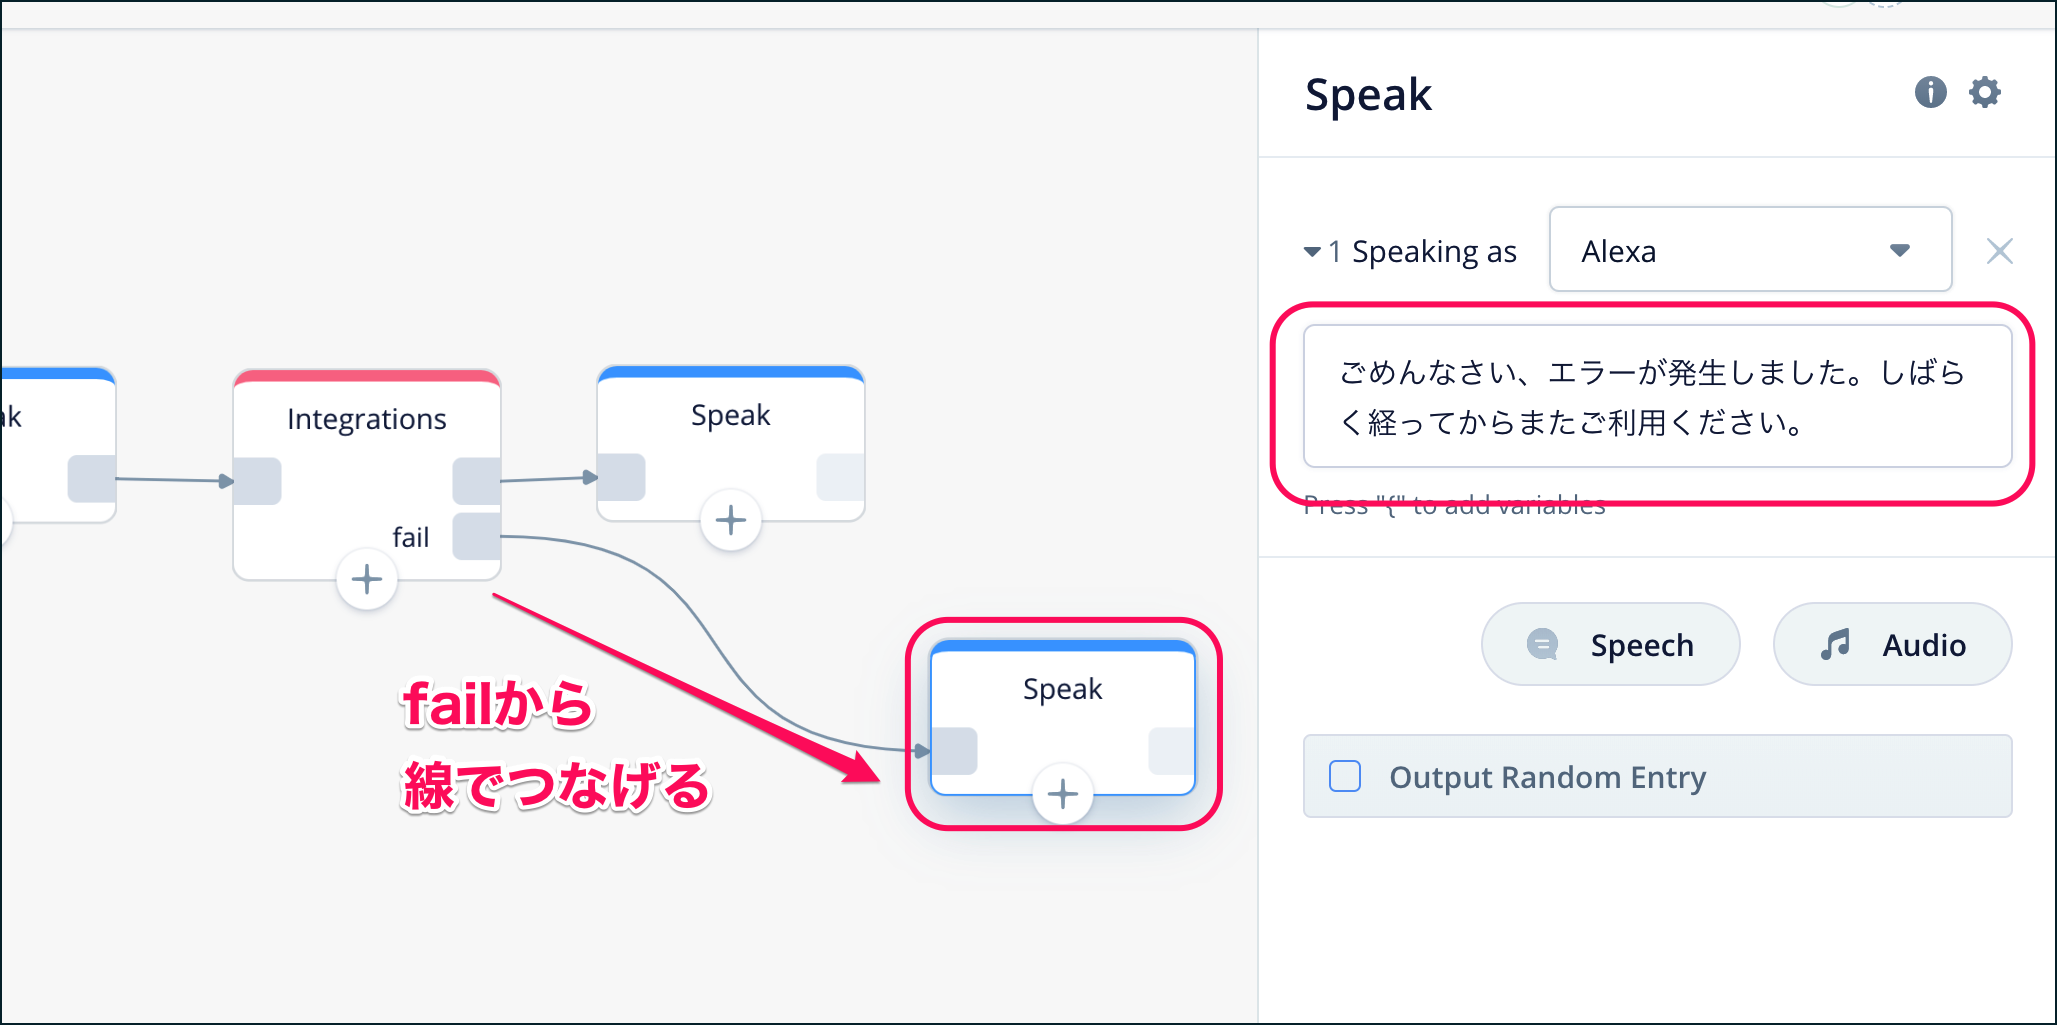 ak
Integrations
fail
Speak
Speak
failから
線でつなげる
Speak
1 Speaking as
Alexa
ごめんなさい、エラーが発生しました。しばら
く経ってからまたご利用ください。
Press "{" to add variables
Speech
Audio
Output Random Entry